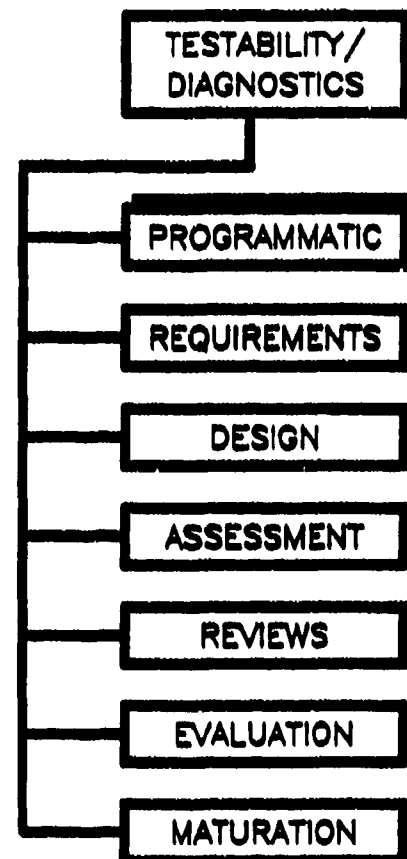 TESTABILITY/
DIAGNOSTICS
PROGRAMMATIC
REQUIREMENTS
DESIGN
ASSESSMENT
REVIEWS
EVALUATION
MATURATION